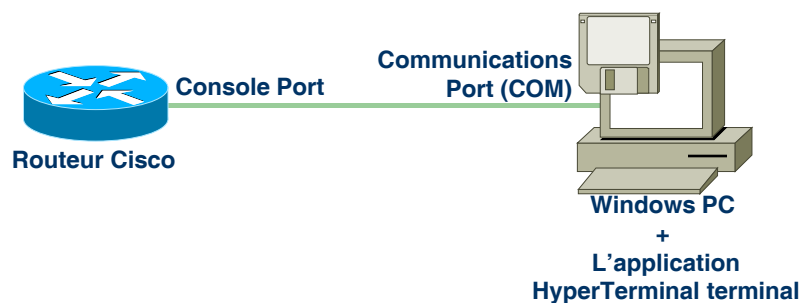 Communications
Port (COM)
Console Port
Routeur Cisco
Windows PC
+
L'application
HyperTerminal terminal